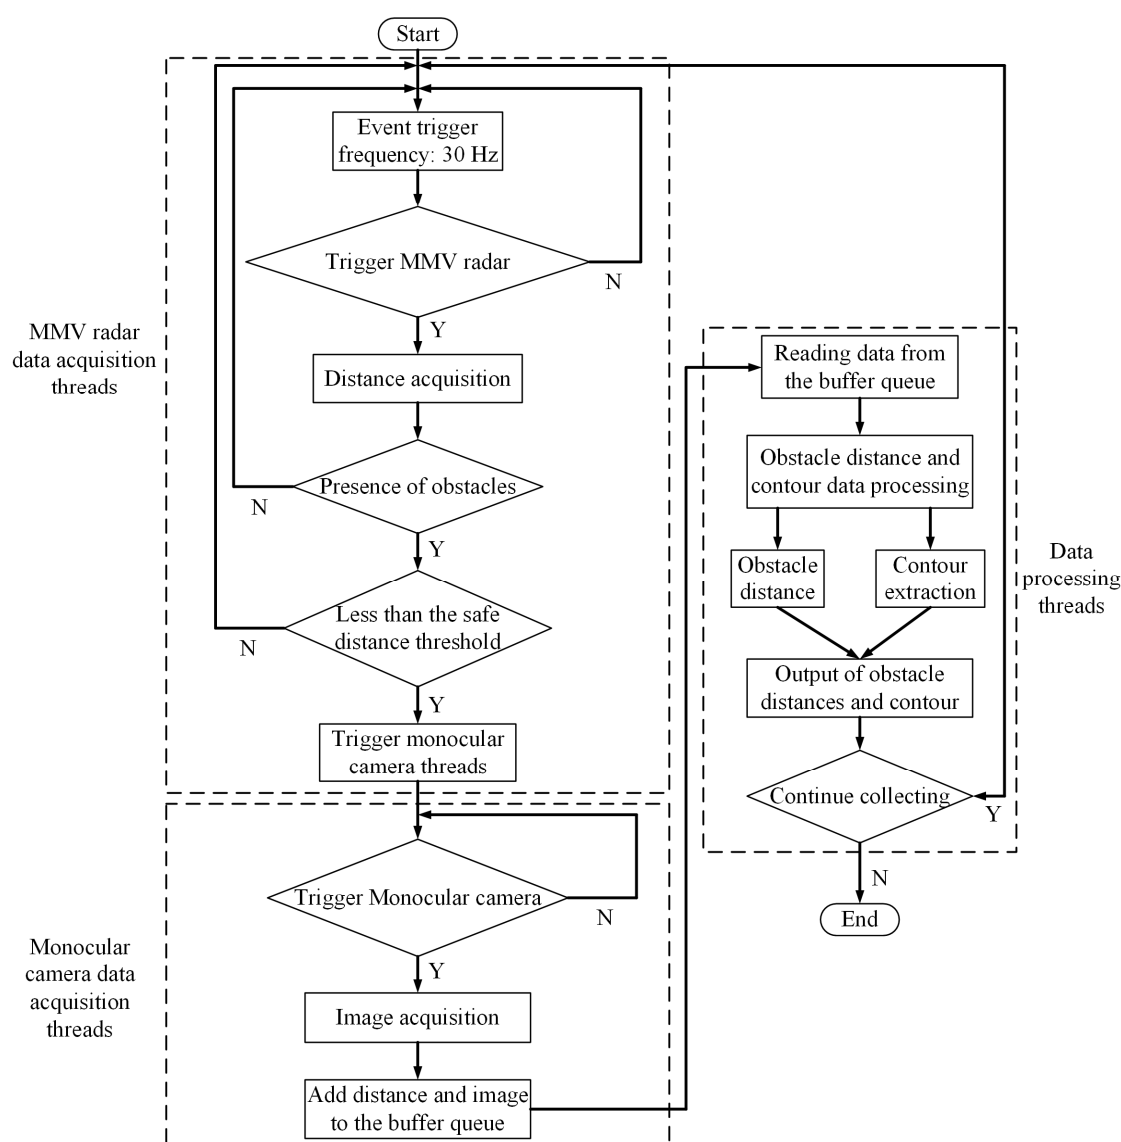 Start
Event trigger
frequency: 30 Hz
Trigger MMV radar
N
Y
Distance acquisition
Presence of obstacles
N
Y
Less than the safe
distance threshold
N
Y
Trigger monocular
camera threads
MMV radar
data acquisition
threads
Trigger Monocular camera
N
Y
Image acquisition
Add distance and image
to the buffer queue
Monocular
camera data
acquisition
threads
Reading data from
the buffer queue
Obstacle distance and
contour data processing
Obstacle
distance
Contour
extraction
Output of obstacle
distances and contour
Continue collecting
Y
N
End
Data
processing
threads